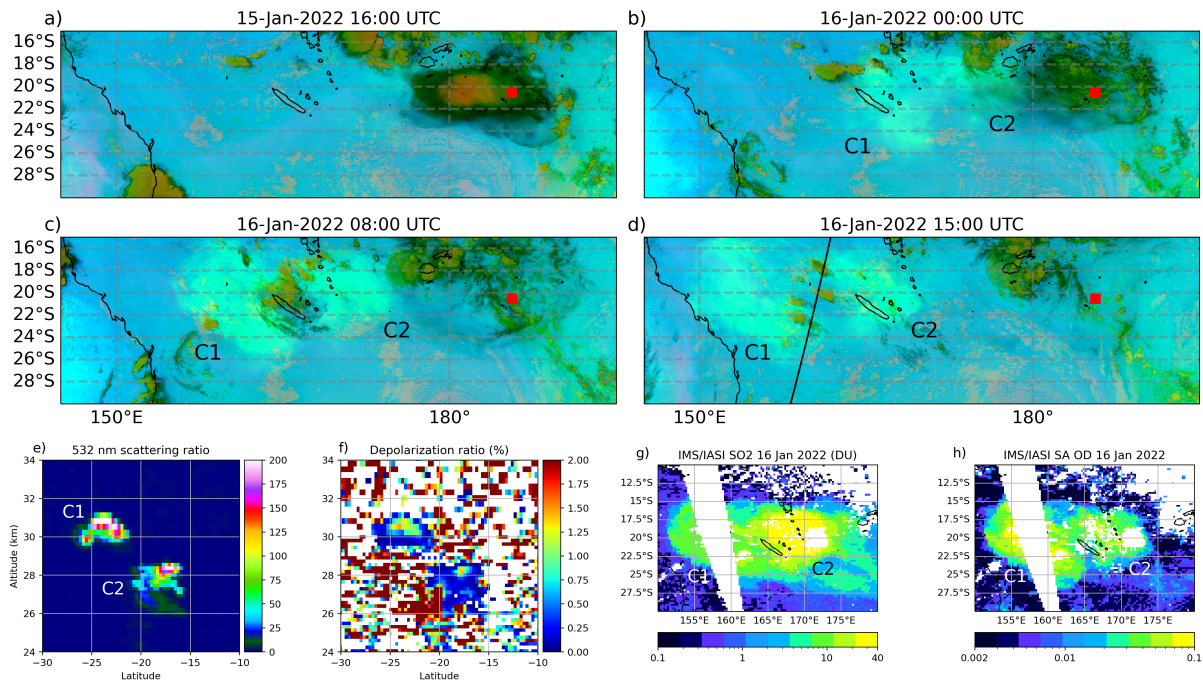 a) 15-Jan-2022 16:00 UTC
b) 16-Jan-2022 00:00 UTC
16°S
18°S
20°S
22°S
24°S
26°S
28°S
C1
C2
c) 16-Jan-2022 08:00 UTC
d) 16-Jan-2022 15:00 UTC
16°S
18°S
20°S
22°S
24°S
26°S
28°S
C1
C2
C1
C2
150°E
180°
150°E
180°
e) 532 nm scattering ratio
34
32
30
28
26
24
Altitude (km)
C1
C2
−30
−25
−20
−15
−10
Latitude
200
175
150
125
100
75
50
25
0
f) Depolarization ratio (%)
34
32
30
28
26
24
−30
−25
−20
−15
−10
Latitude
2.00
1.75
1.50
1.25
1.00
0.75
0.50
0.25
0.00
g) IMS/IASI SO2 16 Jan 2022 (DU)
12.5°S
15°S
17.5°S
20°S
22.5°S
25°S
27.5°S
C1
C2
155°E
160°E
165°E
170°E
175°E
0.1
1
10
40
h) IMS/IASI SA OD 16 Jan 2022
12.5°S
15°S
17.5°S
20°S
22.5°S
25°S
27.5°S
C1
C2
155°E
160°E
165°E
170°E
175°E
0.002
0.01
0.1